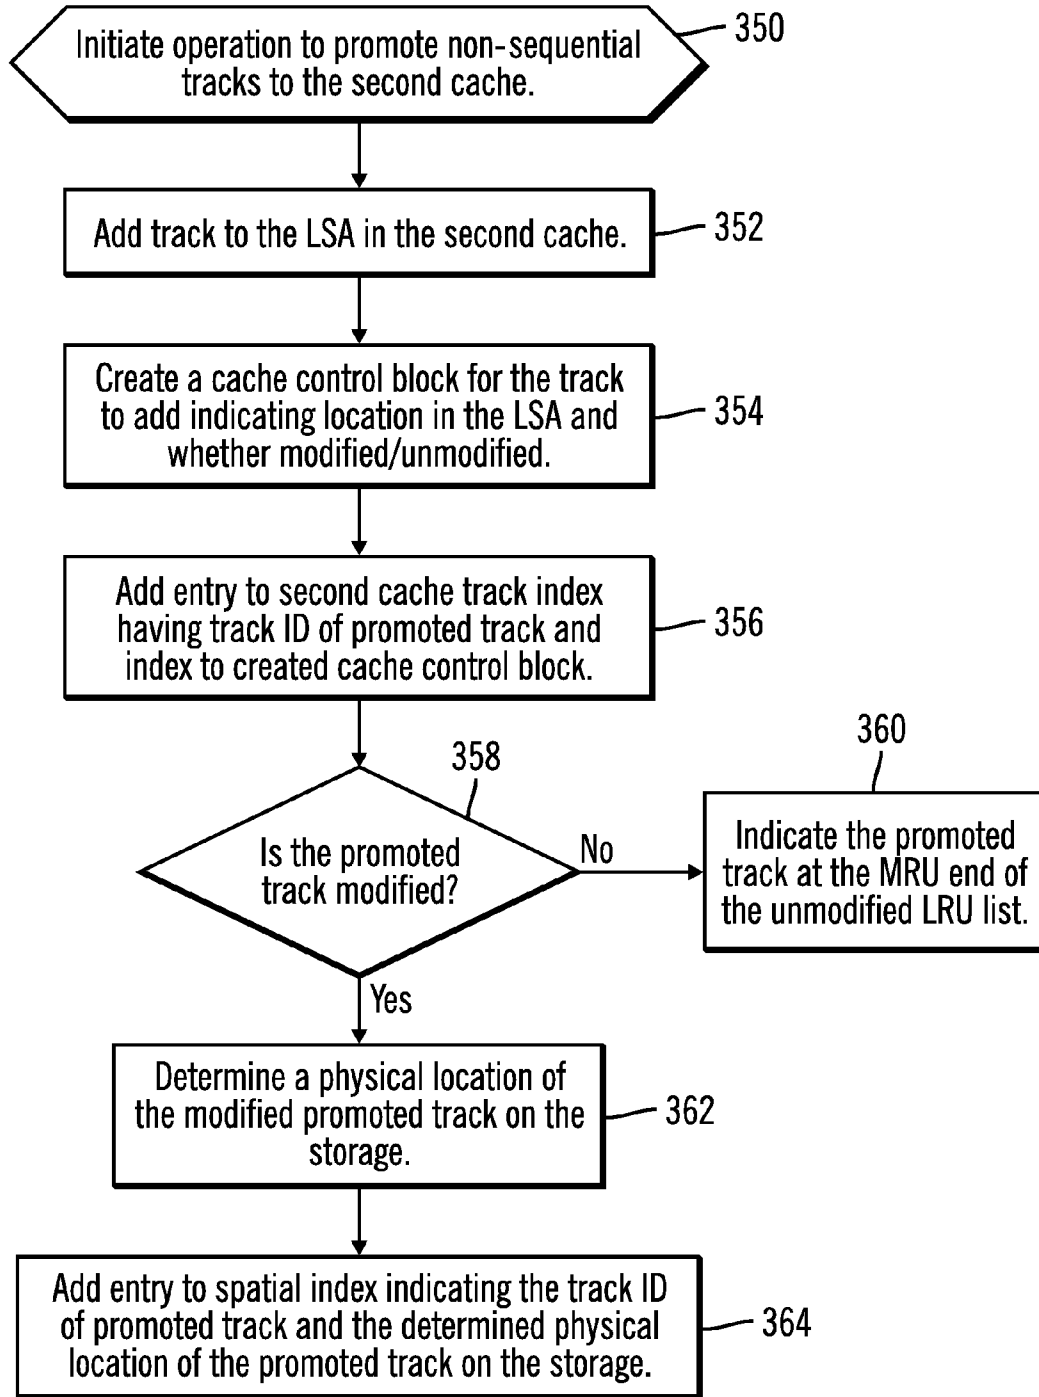 Initiate operation to promote non-sequential
tracks to the second cache.
350
Add track to the LSA in the second cache.
352
Create a cache control block for the track
to add indicating location in the LSA and
whether modified/unmodified.
354
Add entry to second cache track index
having track ID of promoted track and
index to created cache control block.
356
358
Is the promoted
track modified?
No
360
Indicate the promoted
track at the MRU end of
the unmodified LRU list.
Yes
Determine a physical location of
the modified promoted track on the
storage.
362
Add entry to spatial index indicating the track ID
of promoted track and the determined physical
location of the promoted track on the storage.
364